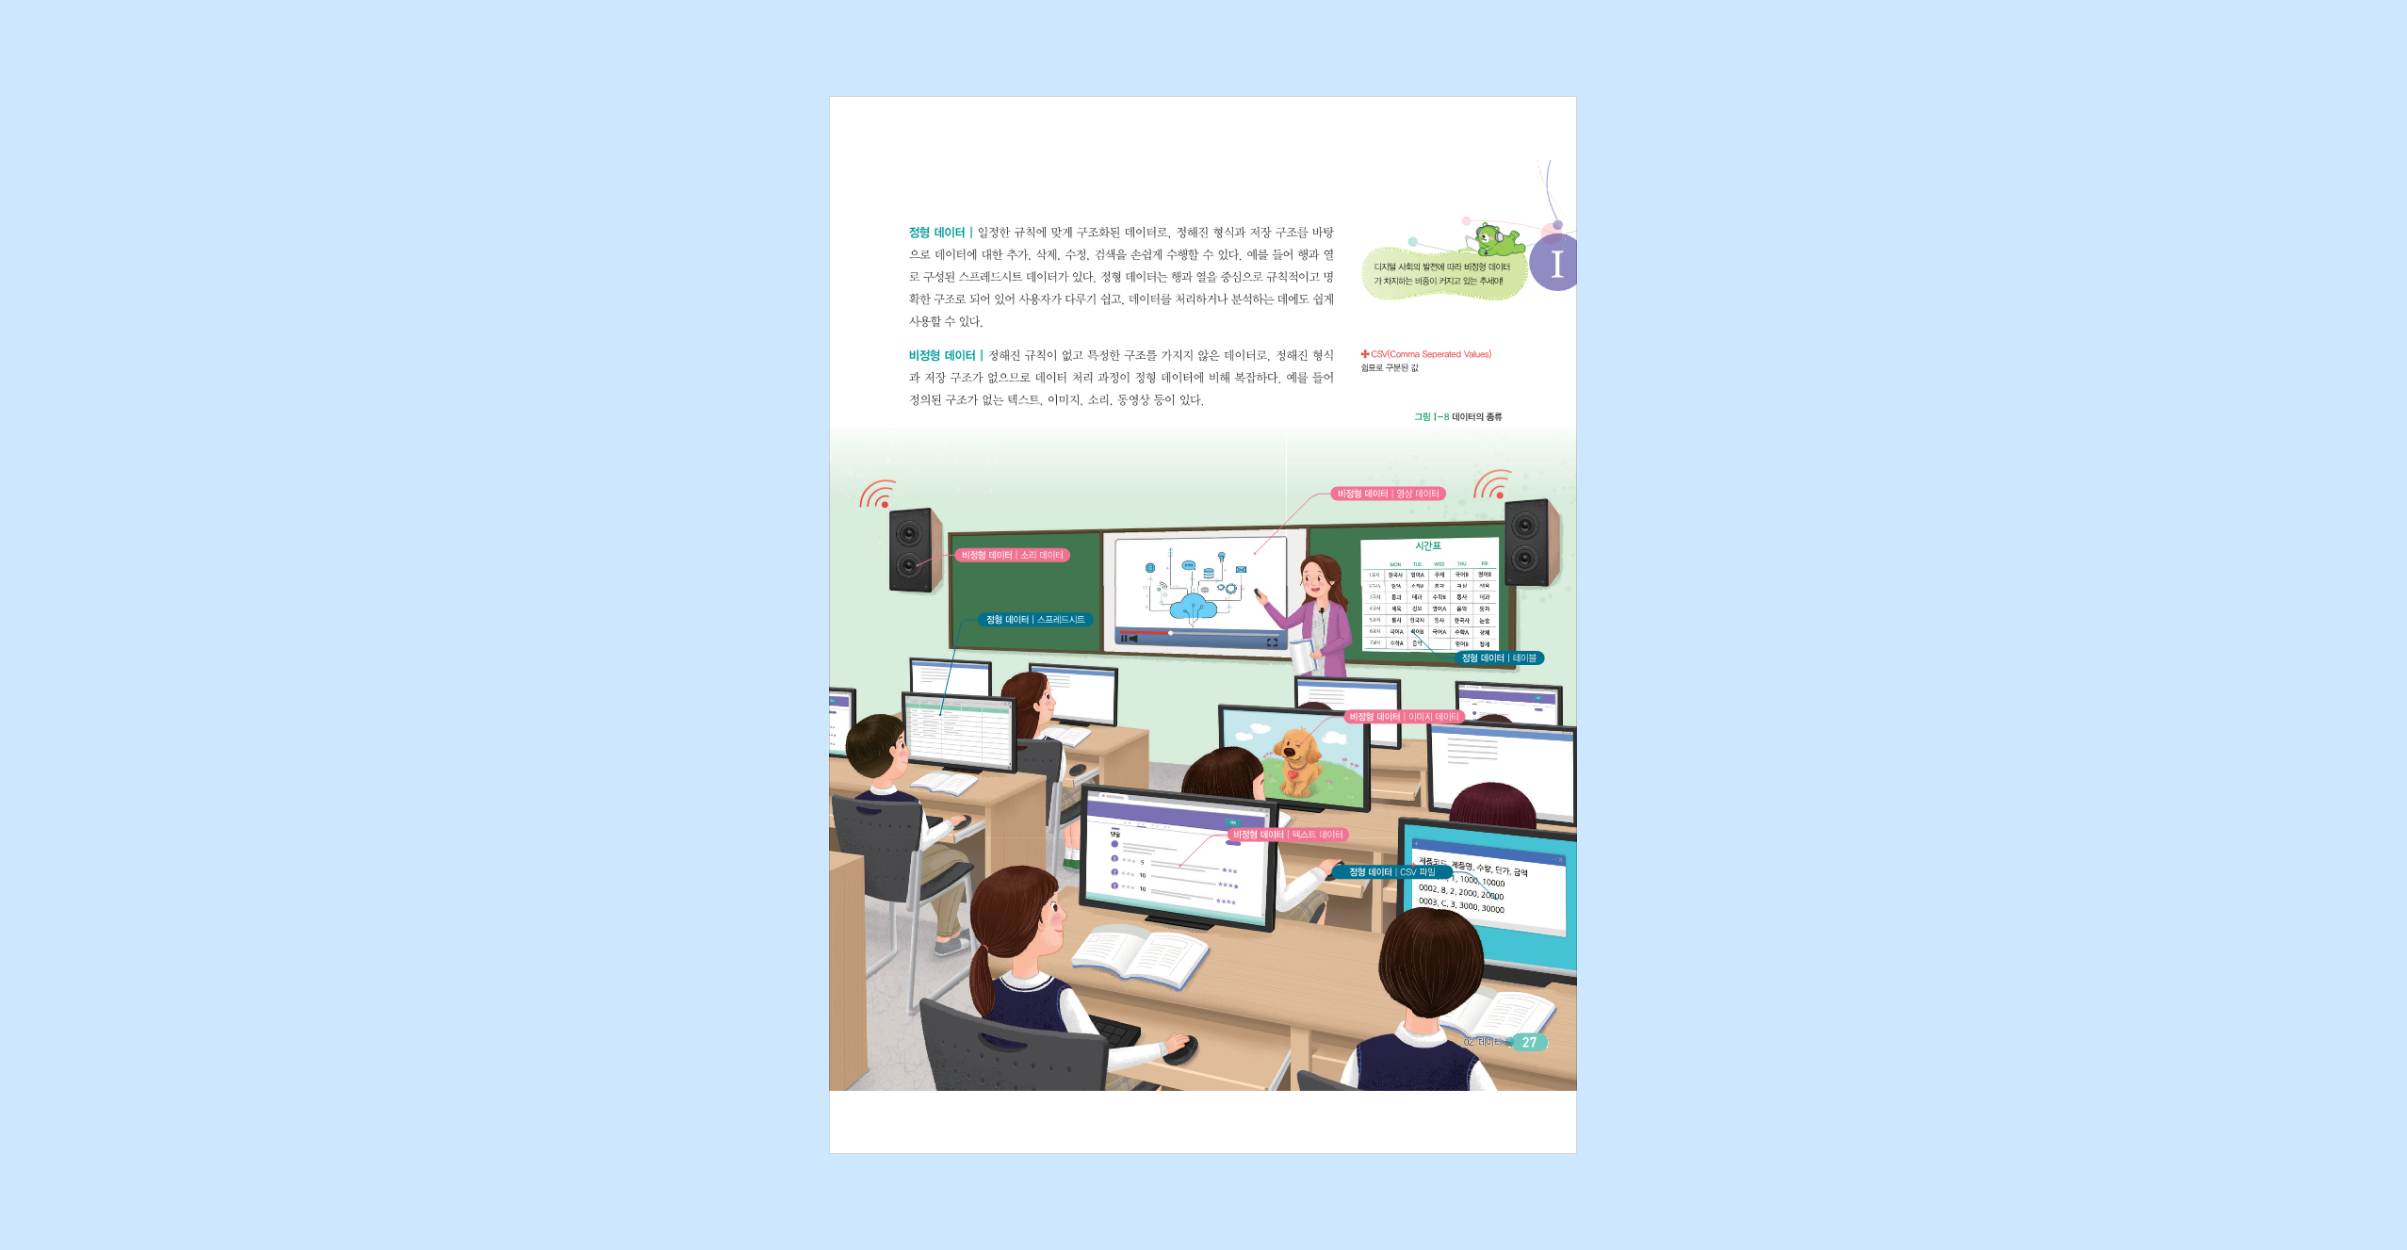 정형 데이터 | 일정한 규칙에 맞게 구조화된 데이터로, 정해진 형식과 저장 구조를 바탕
으로 데이터에 대한 추가, 삭제, 수정, 검색을 손쉽게 수행할 수 있다. 예를 들어 행과 열
로 구성된 스프레드시트 데이터가 있다. 정형 데이터는 행과 열을 중심으로 규칙적이고 명
확한 구조로 되어 있어 사용자가 다루기 쉽고, 데이터를 처리하거나 분석하는 데에도 쉽게
사용할 수 있다.
비정형 데이터 | 정해진 규칙이 없고 특정한 구조를 가지지 않은 데이터로, 정해진 형식
과 저장 구조가 없으므로 데이터 처리 과정이 정형 데이터에 비해 복잡하다. 예를 들어
정의된 구조가 없는 텍스트, 이미지, 소리, 동영상 등이 있다.
디지털 사회의 발전에 따라 비정형 데이터
가 차지하는 비중이 커지고 있는 추세야!
I
CSV(Comma Seperated Values)
쉼표로 구분된 값
그림 I-8 데이터의 종류
비정형 데이터 | 영상 데이터
비정형 데이터 | 소리 데이터
정형 데이터 | 스프레드시트
시간표
MON TUE WED THU FRI
정형 데이터 | 테이블
비정형 데이터 | 이미지 데이터
댓글
비정형 데이터 | 텍스트 데이터
5
10
10
정형 데이터 | CSV 파일
제품코드, 제품명, 수량, 단가, 금액
1, 1000, 10000
0002, B, 2, 2000, 20000
0003, C, 3, 3000, 30000
02 데이터 27